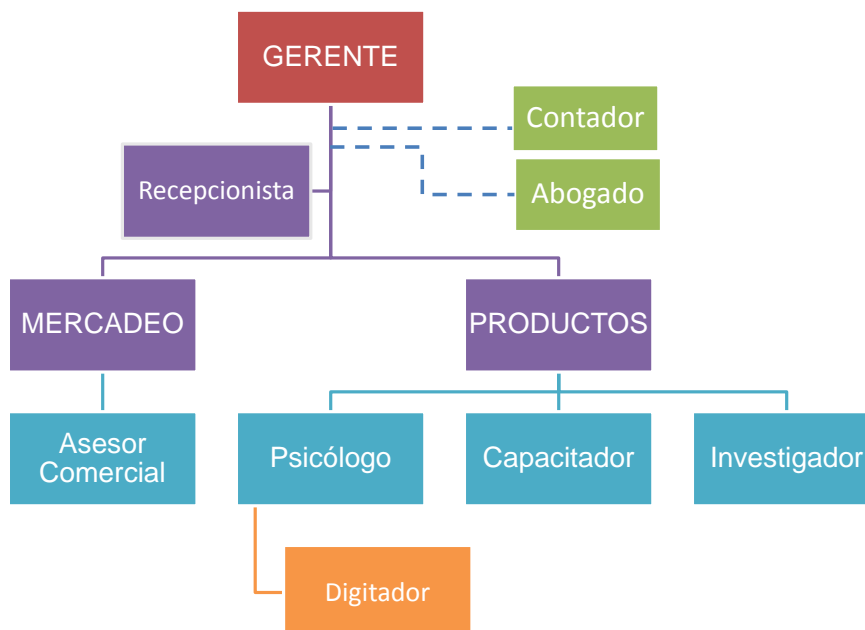 GERENTE
Contador
Recepcionista
Abogado
MERCADEO
PRODUCTOS
Asesor
Comercial
Psicólogo
Capacitador
Investigador
Digitador